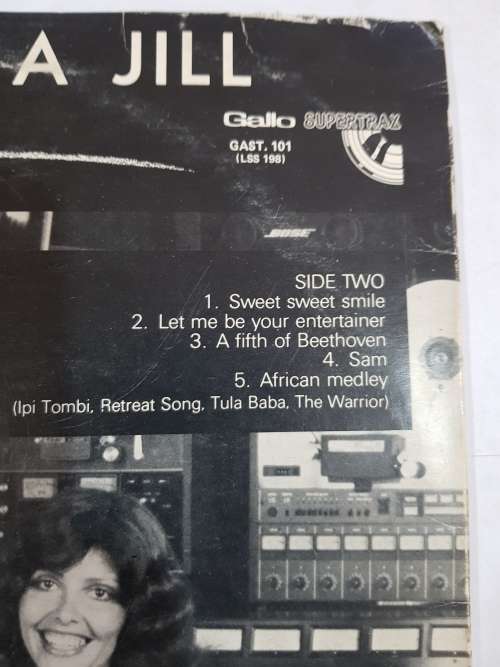 A JILL
Gallo SUPERTRAX
GAST. 101
(LSS 198)
BOSE
SIDE TWO
1. Sweet sweet smile
2. Let me be your entertainer
3. A fifth of Beethoven
4. Sam
5. African medley
(Ipi Tombi, Retreat Song, Tula Baba, The Warrior)